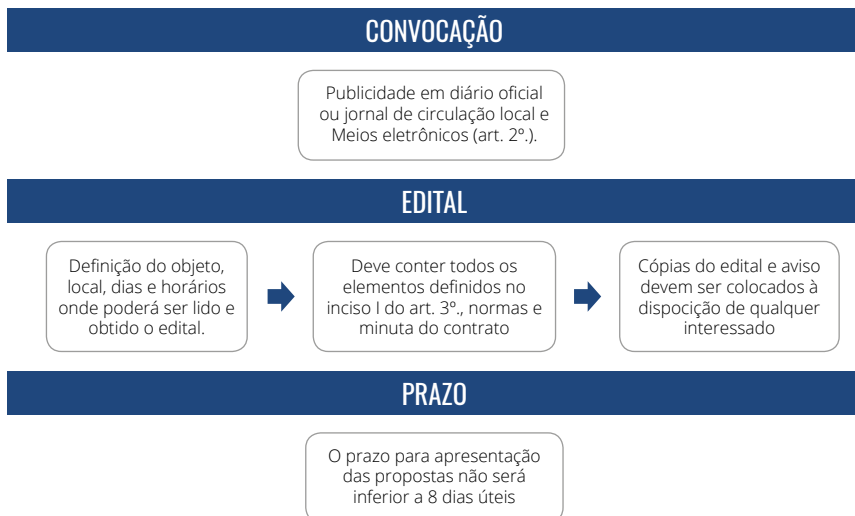 CONVOCAÇÃO
Publicidade em diário oficial
ou jornal de circulação local e
Meios eletrônicos (art. 2º.).
EDITAL
Definição do objeto,
local, dias e horários
onde poderá ser lido e
obtido o edital.
Deve conter todos os
elementos definidos no
inciso I do art. 3º., normas e
minuta do contrato
Cópias do edital e aviso
devem ser colocados à
dispocição de qualquer
interessado
PRAZO
O prazo para apresentação
das propostas não será
inferior a 8 dias úteis